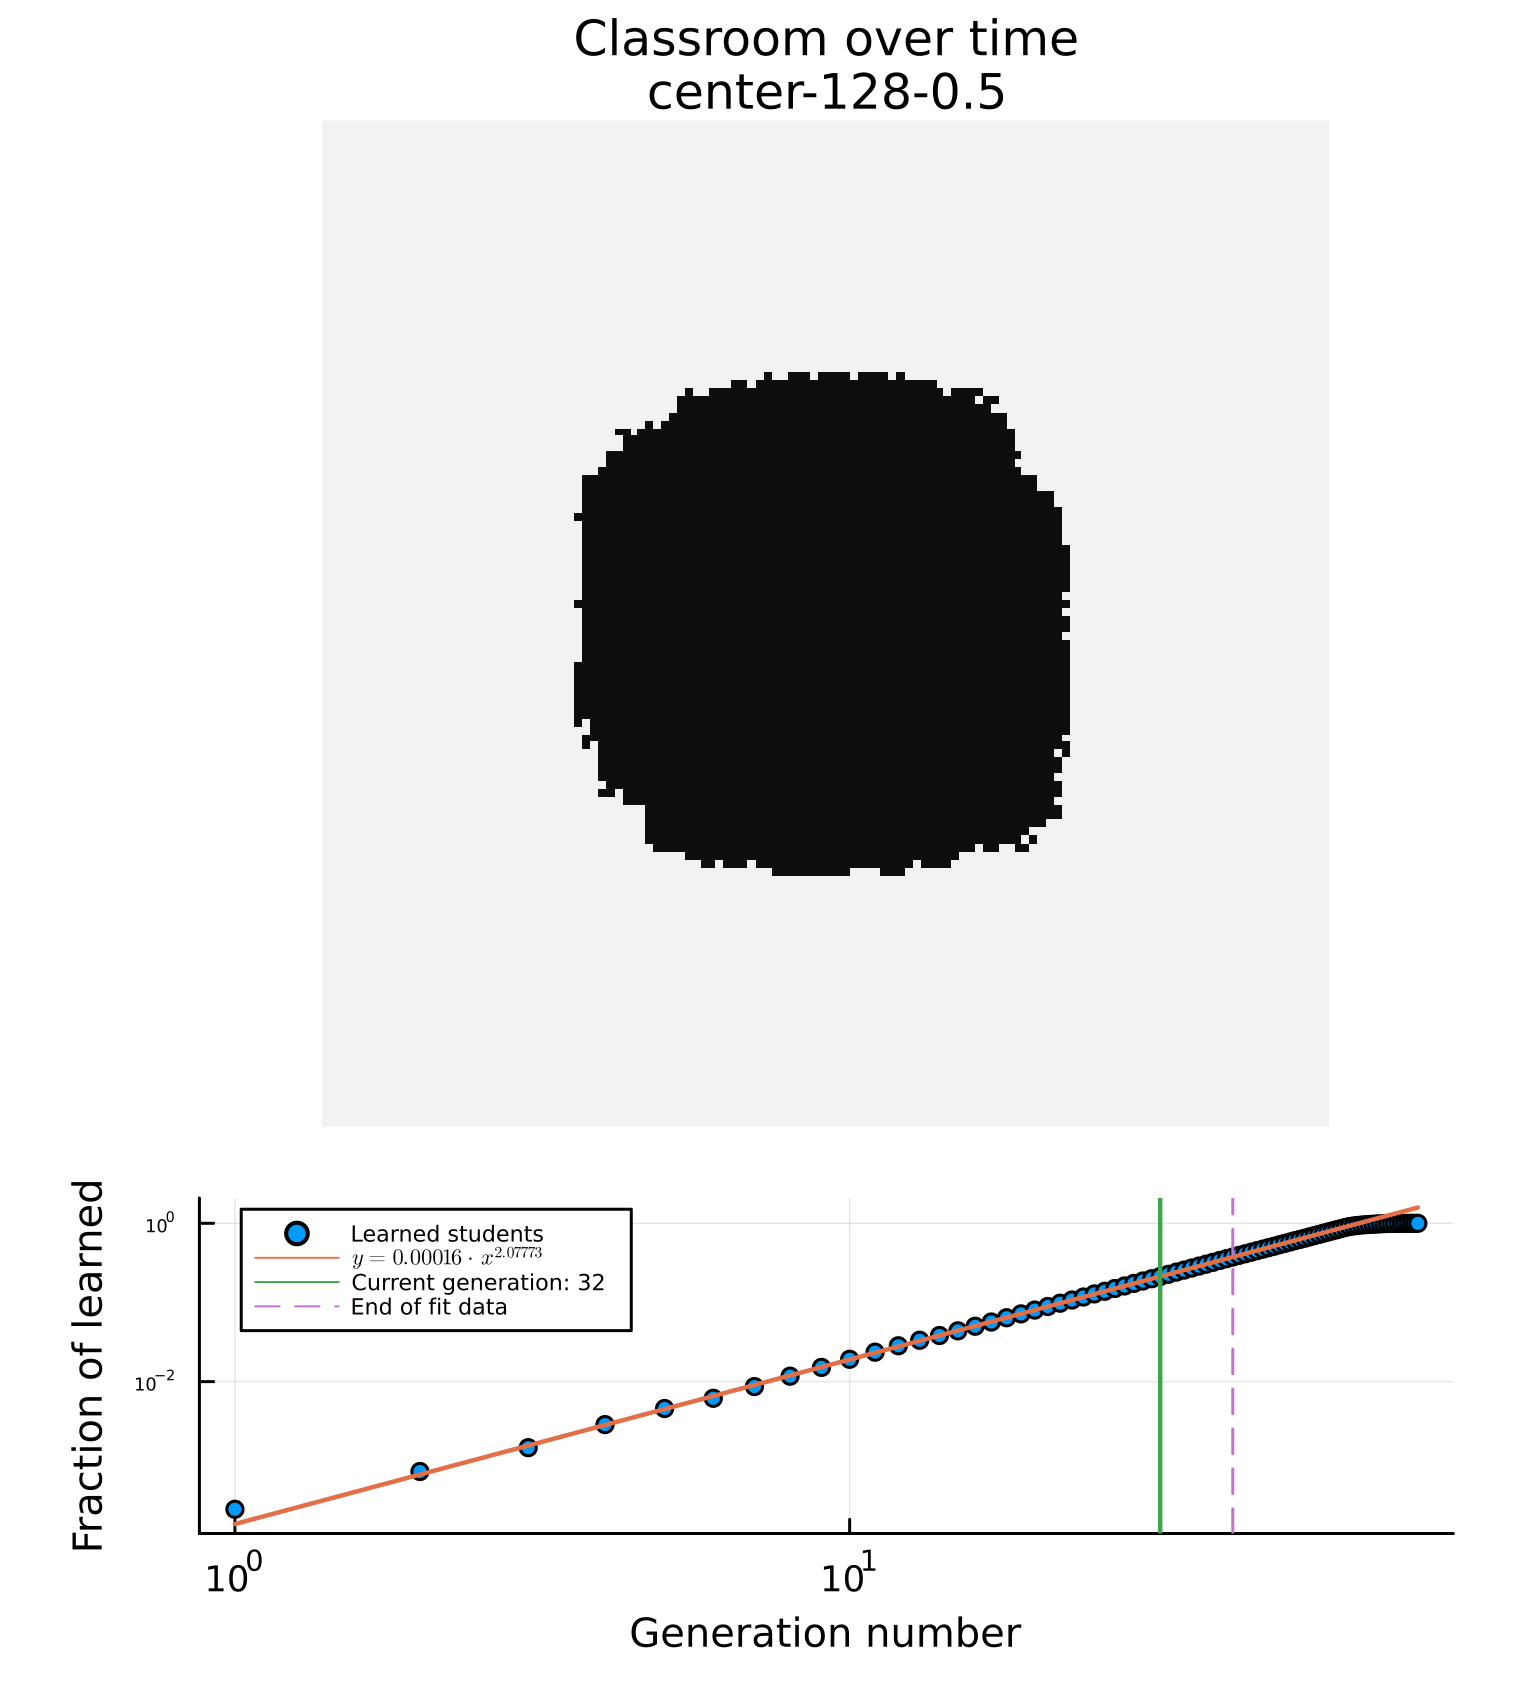 Classroom over time
center-128-0.5
Fraction of learned
10⁰
10⁻²
Learned students
y = 0.00016 · x²·⁰⁷⁷⁷³
Current generation: 32
End of fit data
10⁰
10¹
Generation number